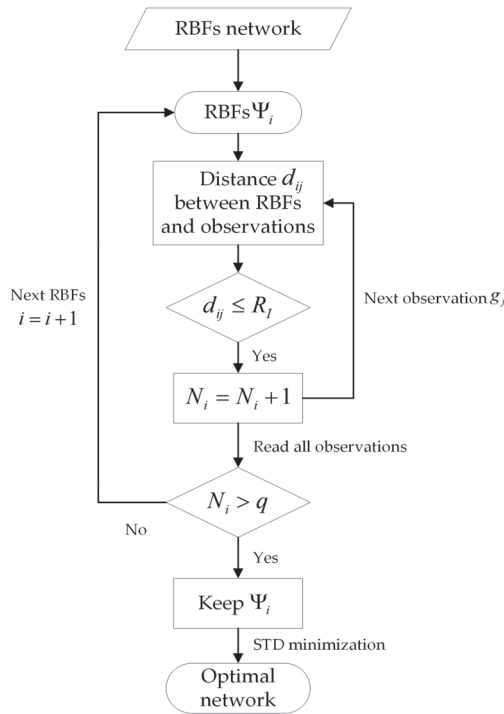 RBFs network
RBFs Ψ_i
Distance d_ij
between RBFs
and observations
Next RBFs
i = i+1
d_ij ≤ R_I
Next observation g_j
Yes
N_i = N_i +1
Read all observations
N_i > q
No
Yes
Keep Ψ_i
STD minimization
Optimal
network